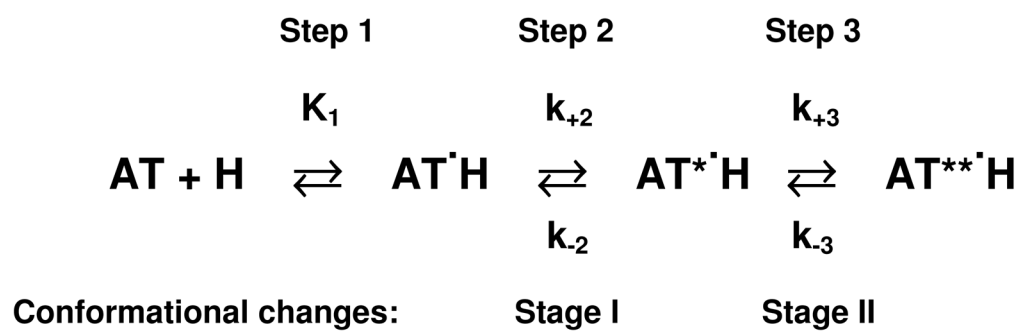 Step 1 Step 2 Step 3
K₁ k₊₂ k₊₃
AT + H ⇌ AT˙H ⇌ AT*˙H ⇌ AT**˙H
k₋₂ k₋₃
Conformational changes: Stage I Stage II